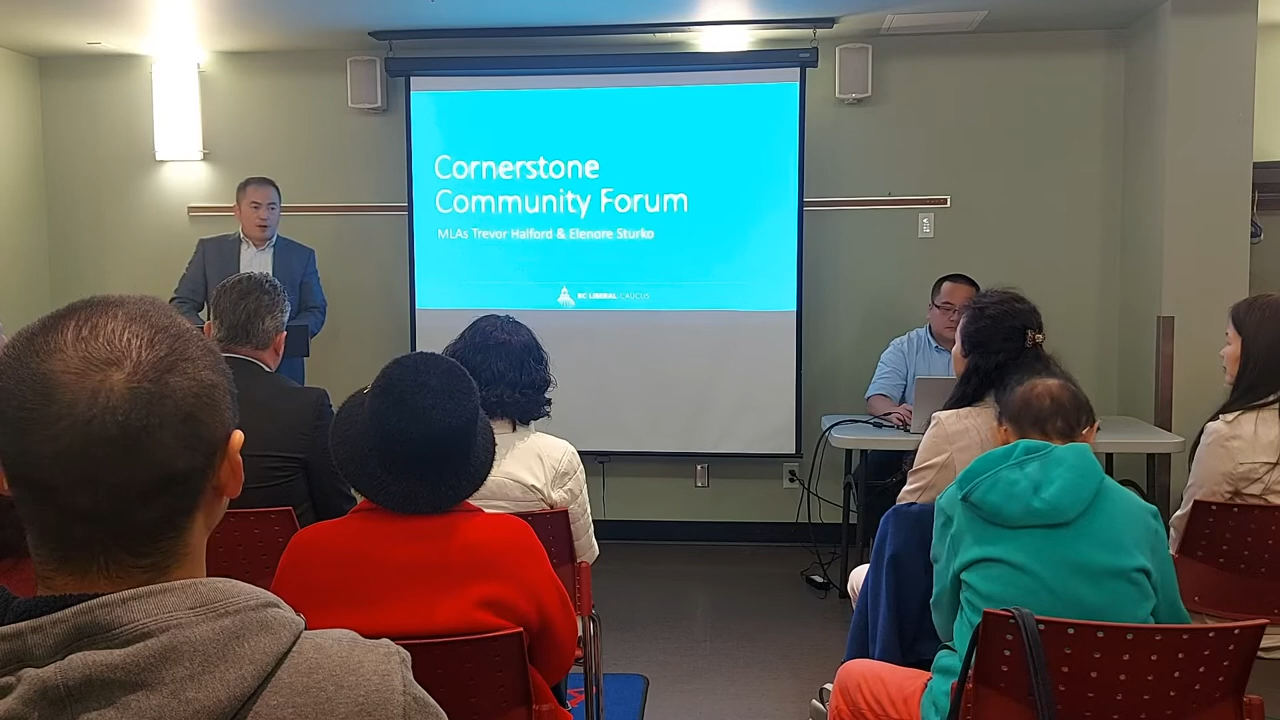 Cornerstone
Community Forum
MLAs Trevor Halford & Elenore Sturko
BC LIBERAL CAUCUS